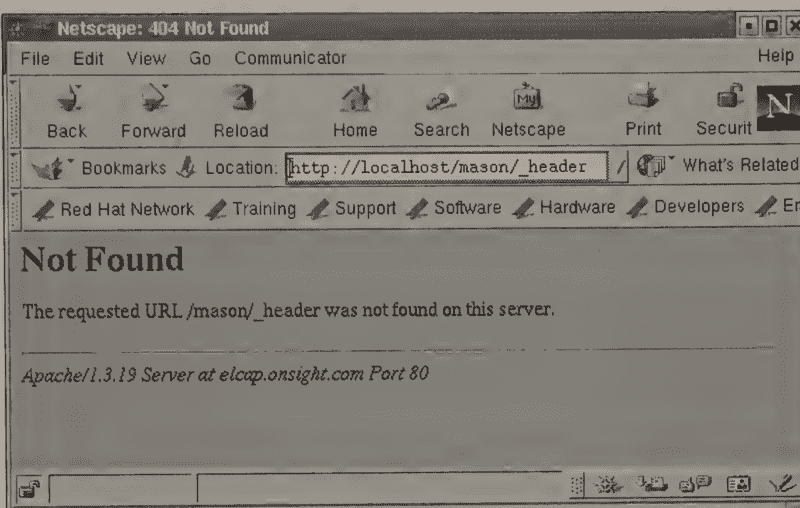 Netscape: 404 Not Found
File Edit View Go Communicator Help
My N
Back Forward Reload Home Search Netscape Print Securit
Bookmarks Location: http://localhost/mason/_header What's Related
Red Hat Network Training Support Software Hardware Developers Er
Not Found
The requested URL /mason/_header was not found on this server.
Apache/1.3.19 Server at elcap.onsight.com Port 80